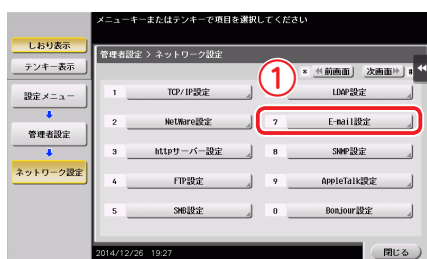 メニューキーまたはテンキーで項目を選択してください
しおり表示
テンキー表示
設定メニュー
管理者設定
ネットワーク設定
管理者設定 > ネットワーク設定
1
* 前画面 次画面 #
1 TCP/IP設定
LDAP設定
2 NetWare設定
7 E-mail設定
3 httpサーバー設定
8 SNMP設定
4 FTP設定
9 AppleTalk設定
5 SMB設定
0 Bonjour設定
2014/12/26 19:27
閉じる